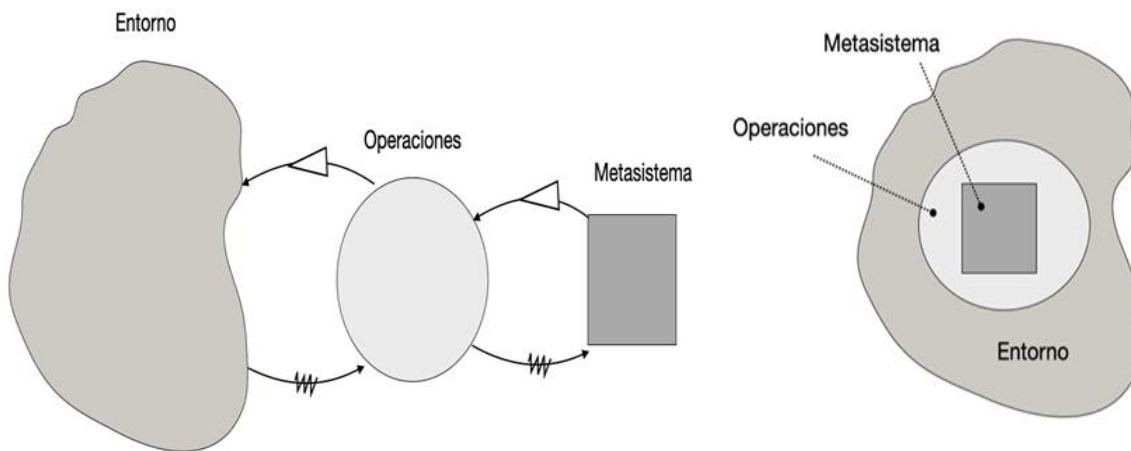 Entorno
Operaciones
Metasistema
Metasistema
Operaciones
Entorno